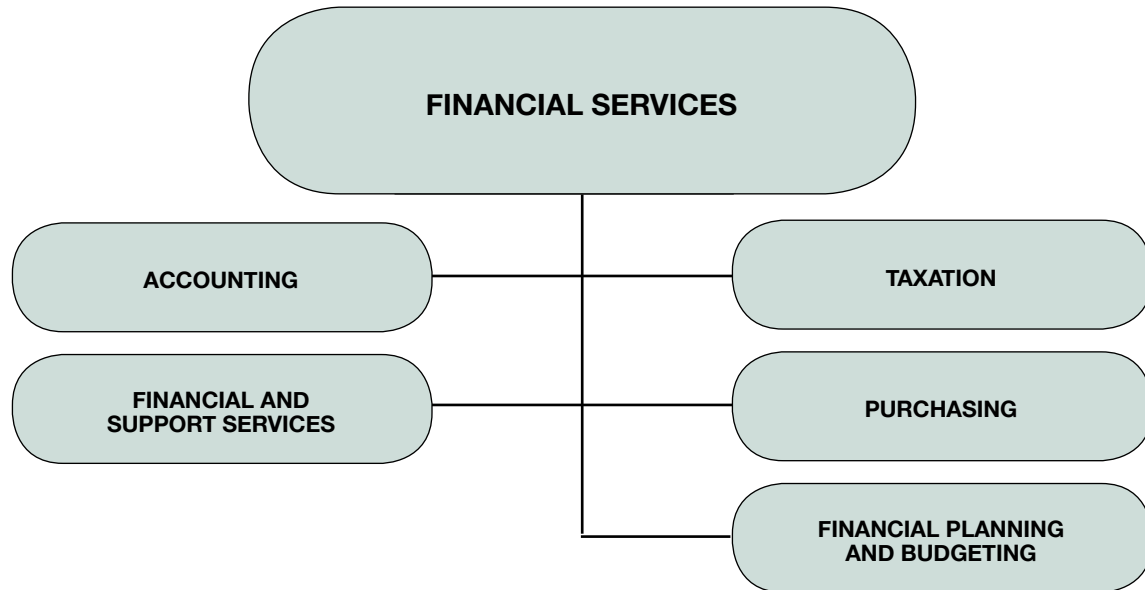 FINANCIAL SERVICES
ACCOUNTING
TAXATION
FINANCIAL AND
SUPPORT SERVICES
PURCHASING
FINANCIAL PLANNING
AND BUDGETING